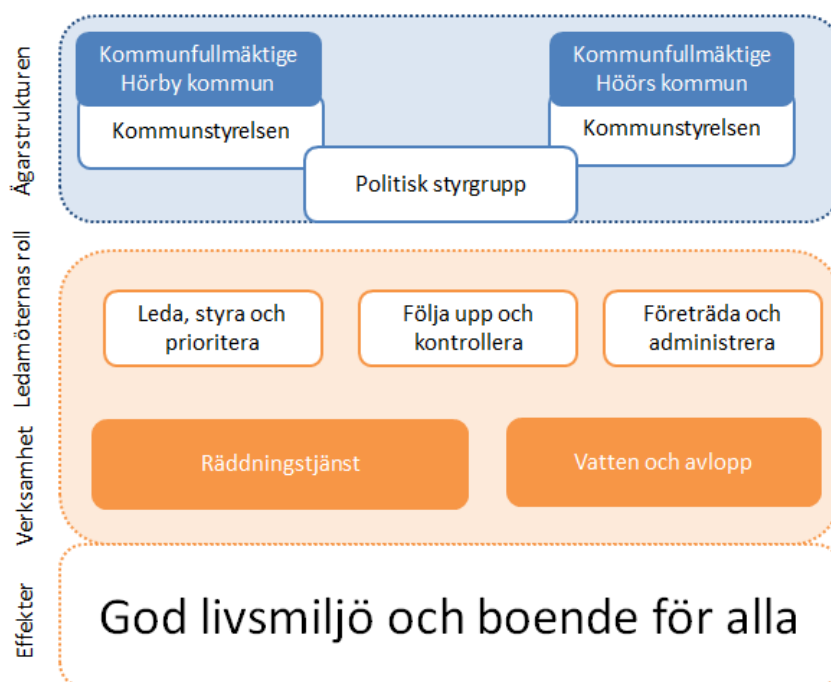 Ägarstrukturen
Kommunfullmäktige
Hörby kommun
Kommunstyrelsen
Kommunfullmäktige
Höörs kommun
Kommunstyrelsen
Politisk styrgrupp
Ledamöternas roll
Leda, styra och
prioritera
Följa upp och
kontrollera
Företräda och
administrera
Verksamhet
Räddningstjänst
Vatten och avlopp
Effekter
God livsmiljö och boende för alla